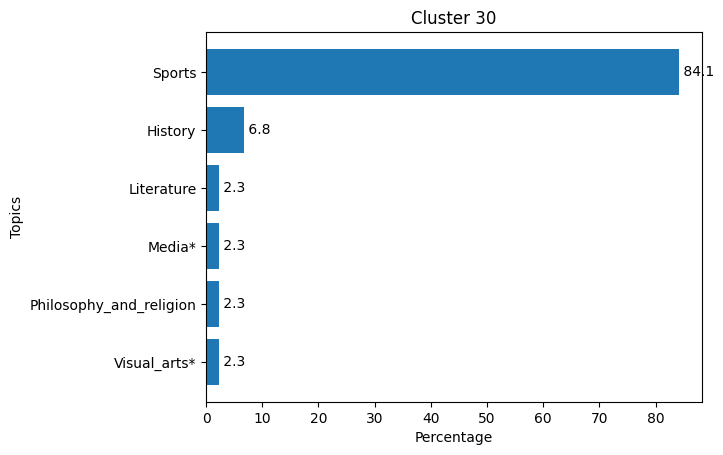 Cluster 30
Sports 84.1
History 6.8
Literature 2.3
Media* 2.3
Philosophy_and_religion 2.3
Visual_arts* 2.3
Topics
0 10 20 30 40 50 60 70 80
Percentage